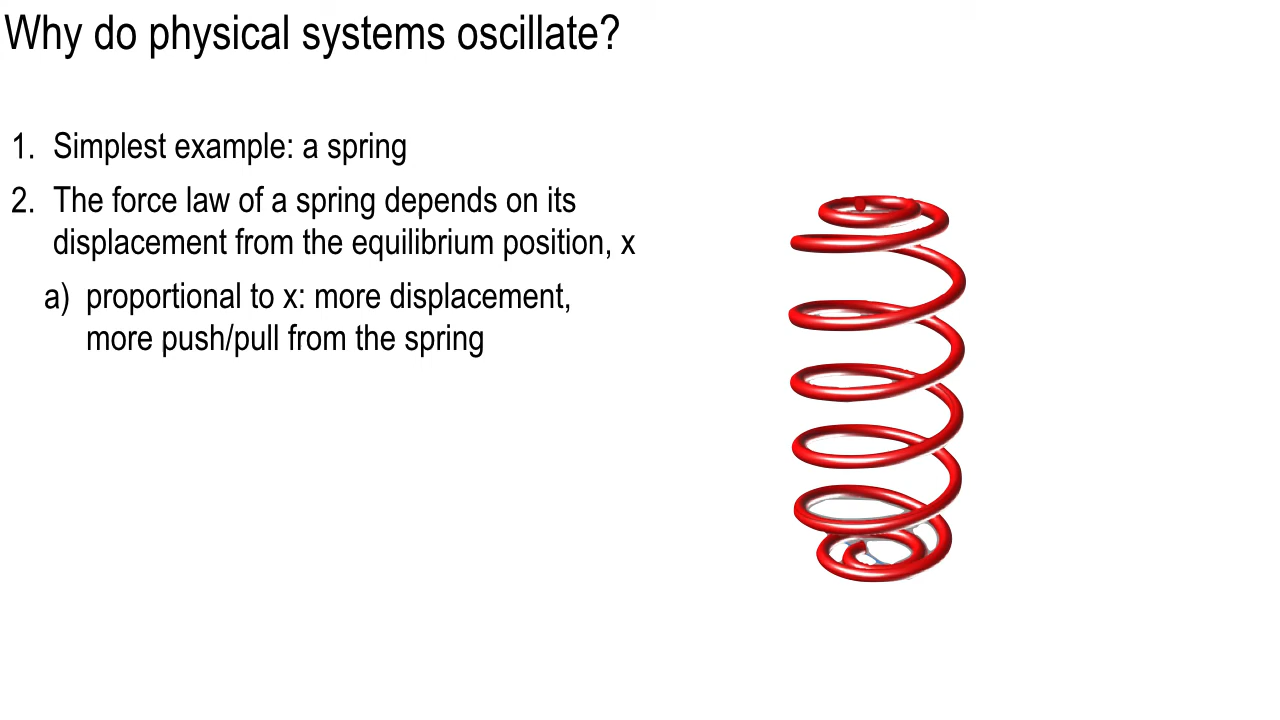 Why do physical systems oscillate?
1. Simplest example: a spring
2. The force law of a spring depends on its
displacement from the equilibrium position, x
a) proportional to x: more displacement,
more push/pull from the spring